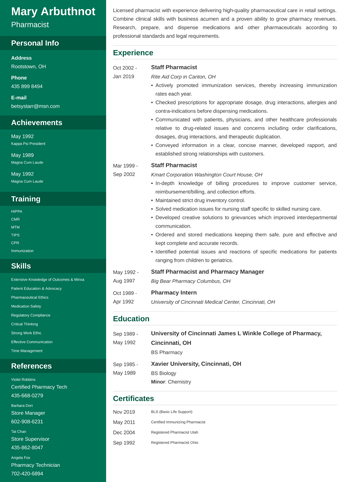 Mary Arbuthnot
Pharmacist
Personal Info
Address
Rootstown, OH
Phone
435 899 8494
E-mail
betsystarr@msn.com
Achievements
May 1992
Kappa Psi President
May 1989
Magna Cum Laude
May 1992
Magna Cum Laude
Training
HIPPA
CMR
MTM
TIPS
CPR
Immunization
Skills
Extensive Knowledge of Outcomes & Mirixa
Patient Education & Advocacy
Pharmaceutical Ethics
Medication Safety
Regulatory Compliance
Critical Thinking
Strong Work Ethic
Effective Communication
Time Management
References
Violet Robbins
Certified Pharmacy Tech
435-668-0279
Barbara Dorr
Store Manager
602-908-6231
Tai Chair
Store Supervisor
435-862-8047
Angela Fox
Pharmacy Technician
702-420-6894
Licensed pharmacist with experience delivering high-quality pharmaceutical care in retail settings.
Combine clinical skills with business acumen and a proven ability to grow pharmacy revenues.
Research, prepare, and dispense medications and other pharmaceuticals according to
professional standards and legal requirements.
Experience
Oct 2002 -
Jan 2019
Staff Pharmacist
Rite Aid Corp in Canton, OH
• Actively promoted immunization services, thereby increasing immunization
rates each year.
• Checked prescriptions for appropriate dosage, drug interactions, allergies and
contra-indications before dispensing medications.
• Communicated with patients, physicians, and other healthcare professionals
relative to drug-related issues and concerns including order clarifications,
dosages, drug interactions, and therapeutic duplication.
• Conveyed information in a clear, concise manner, developed rapport, and
established strong relationships with customers.
Mar 1999 -
Sep 2002
Staff Pharmacist
Kmart Corporation Washington Court House, OH
• In-depth knowledge of billing procedures to improve customer service,
reimbursement/billing, and collection efforts.
• Maintained strict drug inventory control.
• Solved medication issues for nursing staff specific to skilled nursing care.
• Developed creative solutions to grievances which improved interdepartmental
communication.
• Ordered and stored medications keeping them safe, pure and effective and
kept complete and accurate records.
• Identified potential issues and reactions of specific medications for patients
ranging from children to geriatrics.
May 1992 -
Aug 1997
Staff Pharmacist and Pharmacy Manager
Big Bear Pharmacy Columbus, OH
Oct 1989 -
Apr 1992
Pharmacy Intern
University of Cincinnati Medical Center, Cincinnati, OH
Education
Sep 1989 -
May 1992
University of Cincinnati James L Winkle College of Pharmacy,
Cincinnati, OH
BS Pharmacy
Sep 1985 -
May 1989
Xavier University, Cincinnati, OH
BS Biology
Minor: Chemistry
Certificates
Nov 2019
BLS (Basic Life Support)
May 2011
Certified Immunizing Pharmacist
Dec 2004
Registered Pharmacist Utah
Sep 1992
Registered Pharmacist Ohio